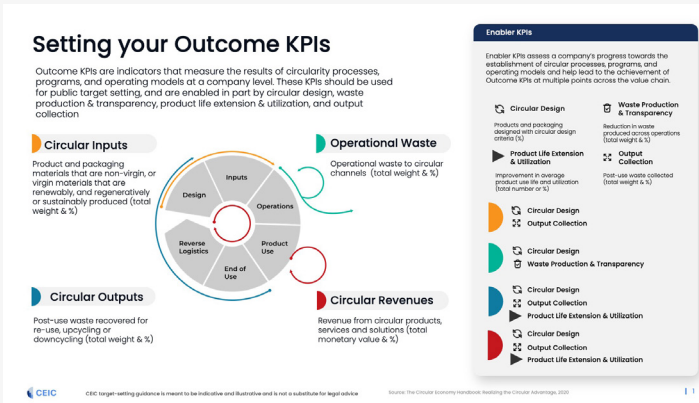 Setting your Outcome KPIs
Outcome KPIs are indicators that measure the results of circularity processes,
programs, and operating models at a company level. These KPIs should be used
for public target setting, and are enabled in part by circular design, waste
production & transparency, product life extension & utilization, and output
collection
Circular Inputs
Product and packaging
materials that are non-virgin, or
virgin materials that are
renewably, and regeneratively
or sustainably produced (total
weight & %)
Operational Waste
Operational waste to circular
channels (total weight & %)
Inputs
Design
Operations
Reverse
Logistics
Product
Use
End of
Use
Circular Outputs
Post-use waste recovered for
re-use, upcycling or
downcycling (total weight & %)
Circular Revenues
Revenue from circular products,
services and solutions (total
monetary value & %)
Enabler KPIs
Enabler KPIs assess a company's progress towards the
establishment of circular processes, programs, and
operating models and help lead to the achievement of
Outcome KPIs at multiple points across the value chain.
Circular Design
Products and packaging
designed with circular design
criteria (%)
Waste Production
& Transparency
Reduction in waste
produced across operations
(total weight & %)
Product Life Extension
& Utilization
Improvement in average
product use life and utilization
(total number or %)
Output
Collection
Post-use waste collected
(total weight & %)
Circular Design
Output Collection
Circular Design
Waste Production & Transparency
Circular Design
Output Collection
Product Life Extension & Utilization
Circular Design
Output Collection
Product Life Extension & Utilization
CEIC
CEIC target-setting guidance is meant to be indicative and illustrative and is not a substitute for legal advice
Source: The Circular Economy Handbook: Realizing the Circular Advantage, 2020
| 1